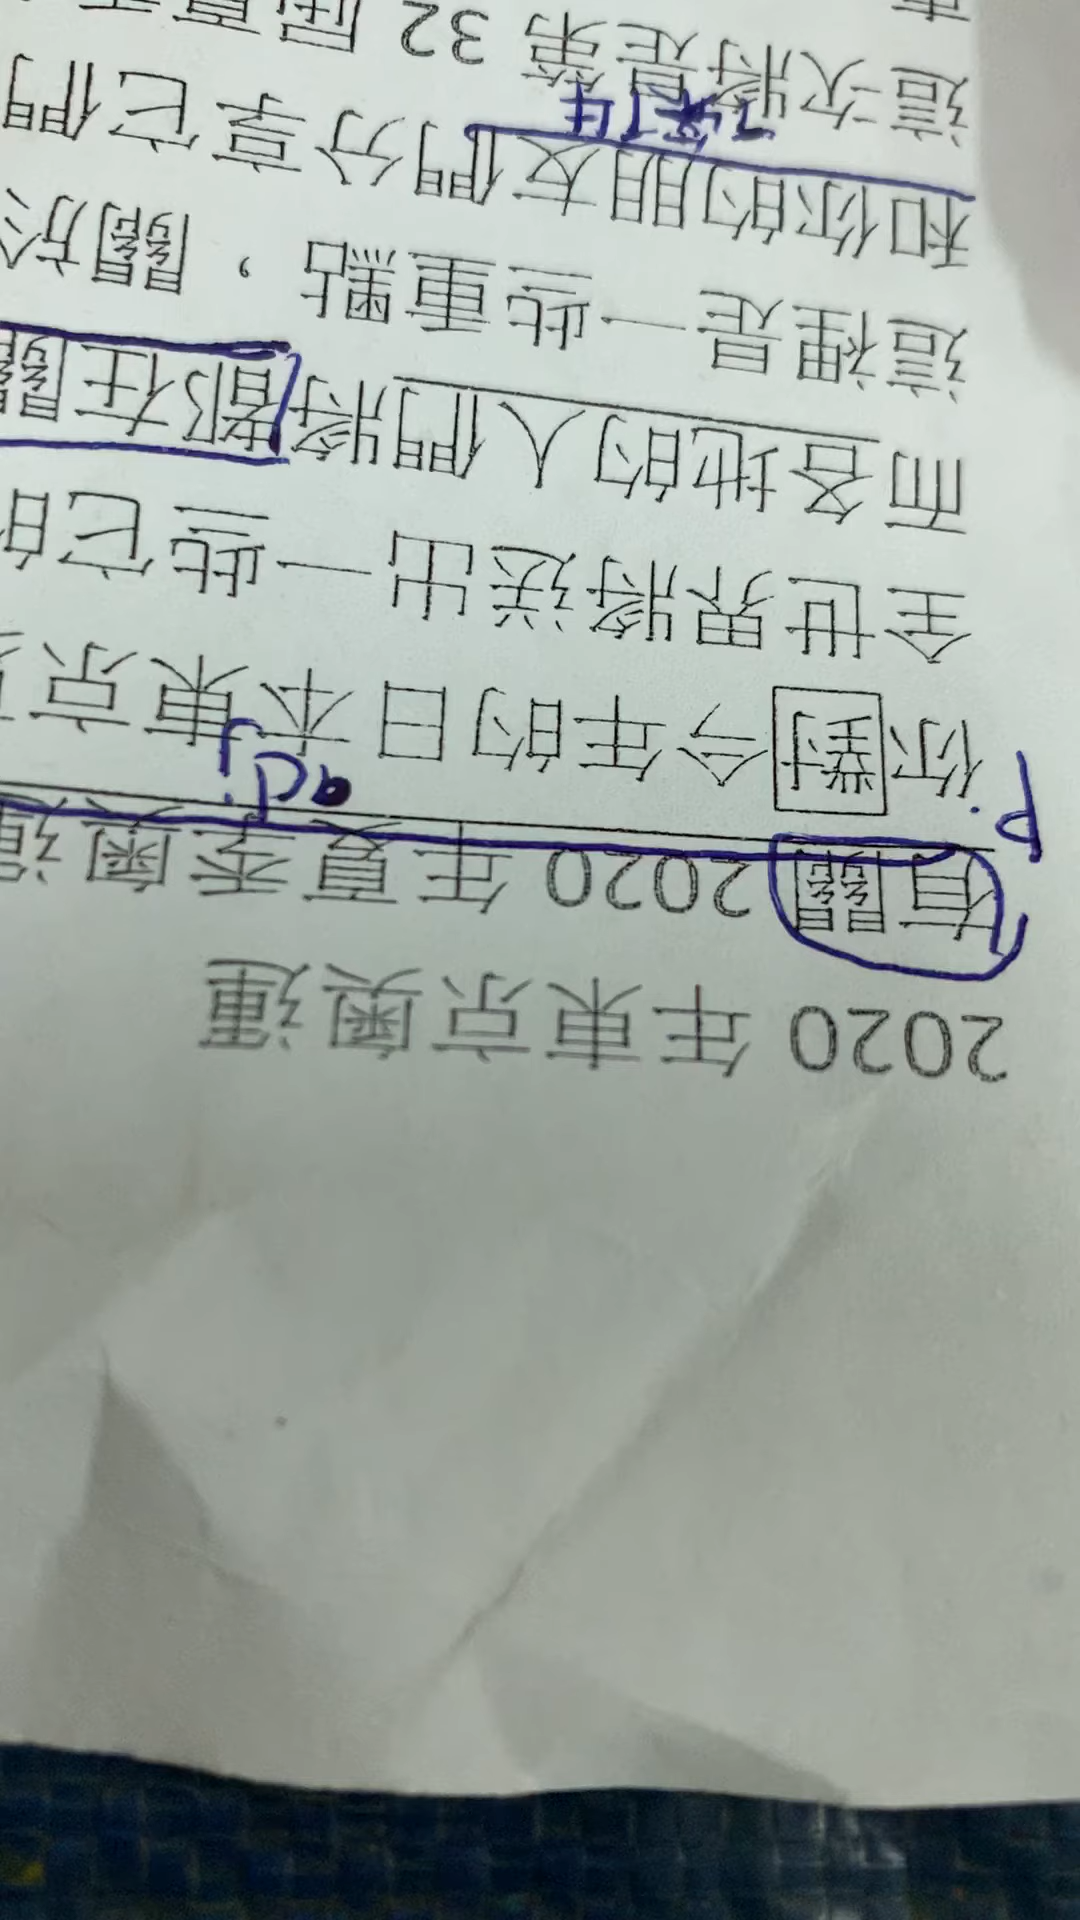 2020 年東京奧運
有關 2020 年夏季奧運
p.
adj
你對今年的日本東京
全世界將送出一些它的
而各地的人們將都在關
這裡是一些重點，關於
和你的朋友們分享它們
這次將是第 32 屆夏季